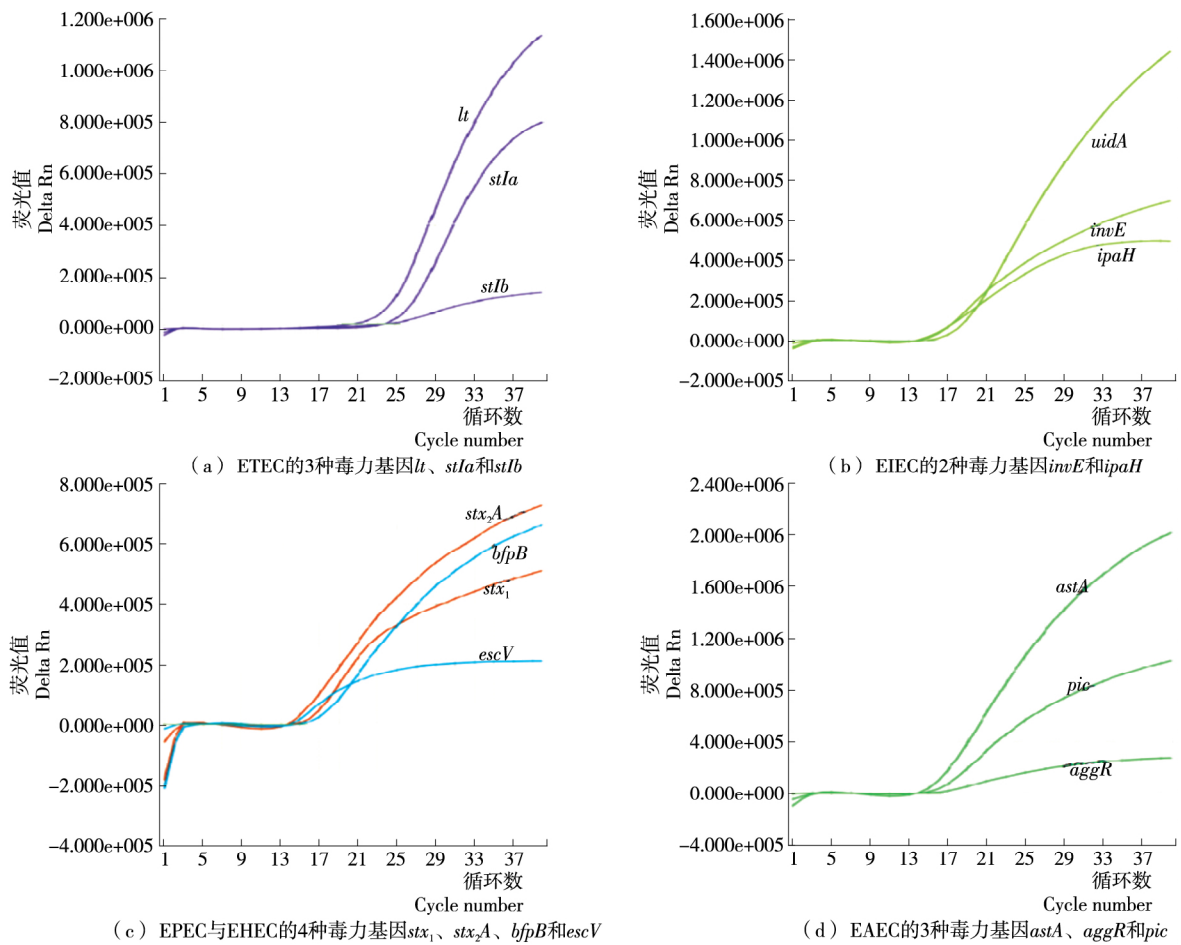 1.200e+006
1.000e+006
8.000e+005
6.000e+005
4.000e+005
2.000e+005
0.000e+000
−2.000e+005
荧光值
Delta Rn
lt
stIa
stIb
1 5 9 13 17 21 25 29 33 37
循环数
Cycle number
(a) ETEC的3种毒力基因lt、stIa和stIb
1.600e+006
1.400e+006
1.200e+006
1.000e+006
8.000e+005
6.000e+005
4.000e+005
2.000e+005
0.000c+000
−2.000e+005
荧光值
Delta Rn
uidA
invE
ipaH
1 5 9 13 17 21 25 29 33 37
循环数
Cycle number
(b) EIEC的2种毒力基因invE和ipaH
8.000e+005
6.000e+005
4.000e+005
2.000e+005
0.000e+000
−2.000e+005
−4.000e+005
荧光值
Delta Rn
stx₂A
bfpB
stx₁
escV
1 5 9 13 17 21 25 29 33 37
循环数
Cycle number
(c) EPEC与EHEC的4种毒力基因stx₁、stx₂A、bfpB和escV
2.400e+006
2.000e+006
1.600e+006
1.200e+006
8.000e+005
4.000e+005
0.000e+000
−4.000e+005
荧光值
Delta Rn
astA
pic
aggR
1 5 9 13 17 21 25 29 33 37
循环数
Cycle number
(d) EAEC的3种毒力基因astA、aggR和pic